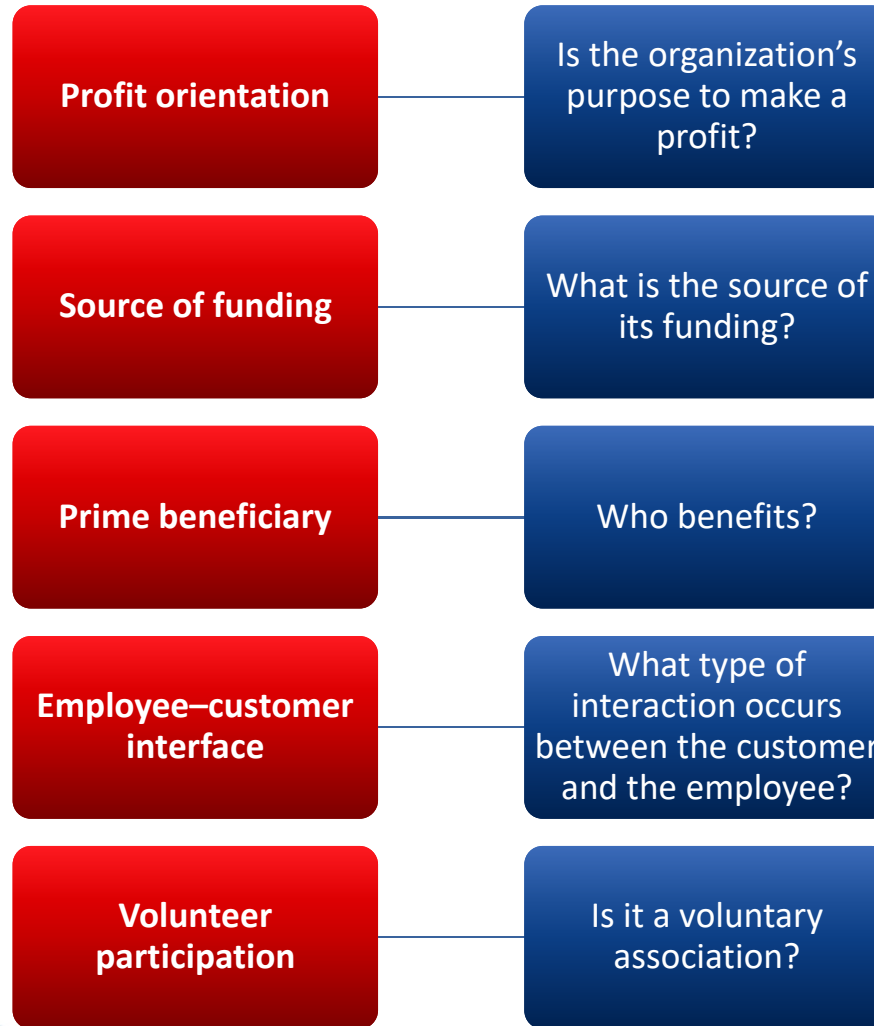 Profit orientation
Is the organization's
purpose to make a
profit?
Source of funding
What is the source of
its funding?
Prime beneficiary
Who benefits?
Employee–customer
interface
What type of
interaction occurs
between the customer
and the employee?
Volunteer
participation
Is it a voluntary
association?